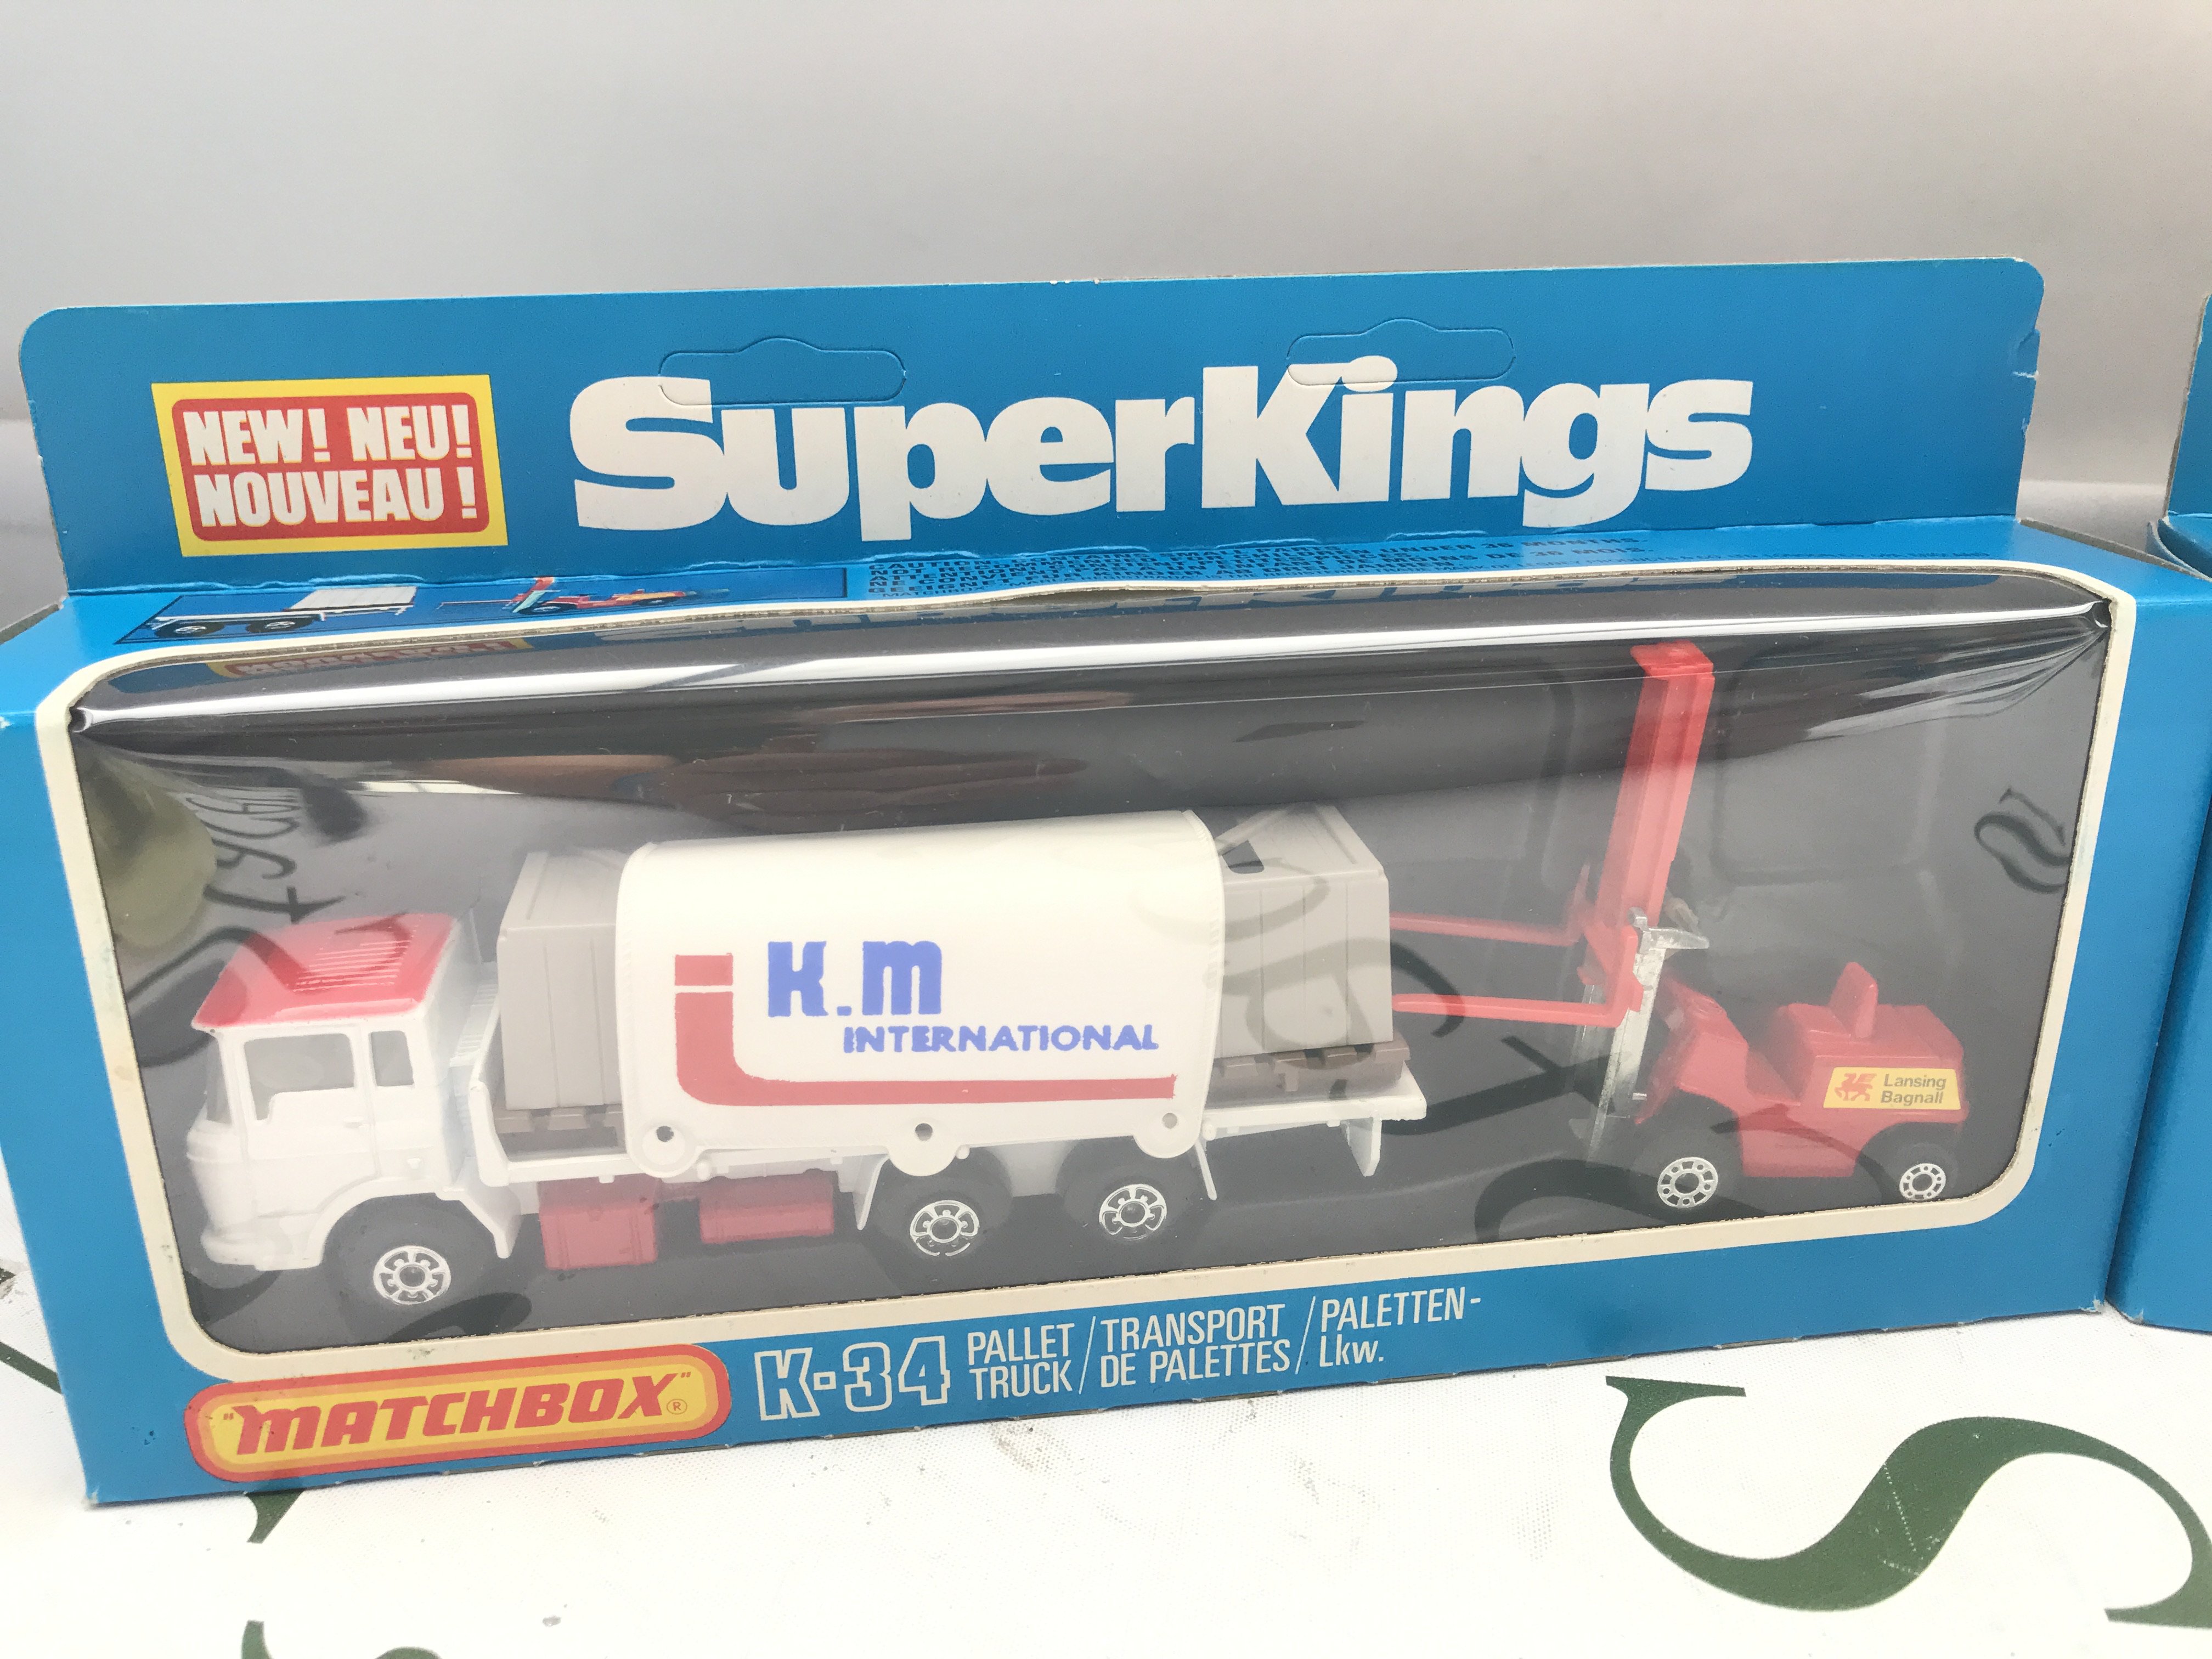 NEW! NEU!
NOUVEAU!
SuperKings
K.M
INTERNATIONAL
Lansing
Bagnall
"MATCHBOX"®
K-34
PALLET / TRANSPORT / PALETTEN-
TRUCK / DE PALETTES / Lkw.